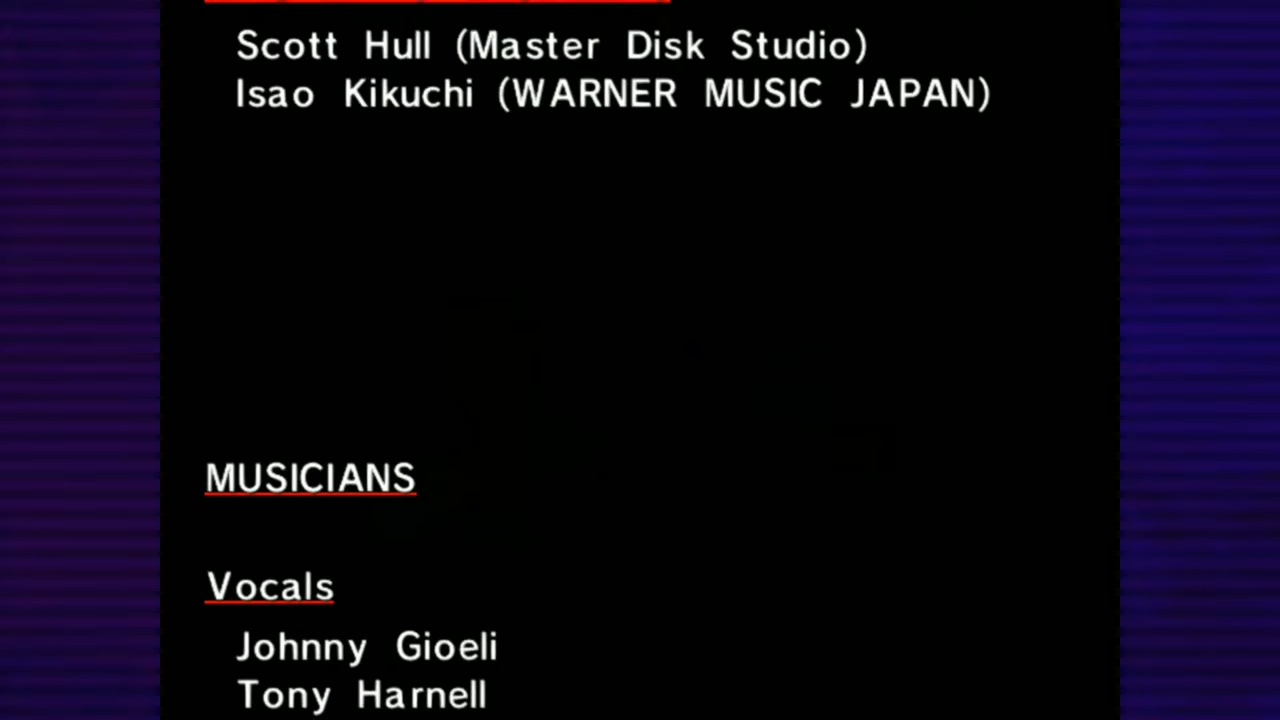 Scott Hull (Master Disk Studio)
Isao Kikuchi (WARNER MUSIC JAPAN)
MUSICIANS
Vocals
Johnny Gioeli
Tony Harnell